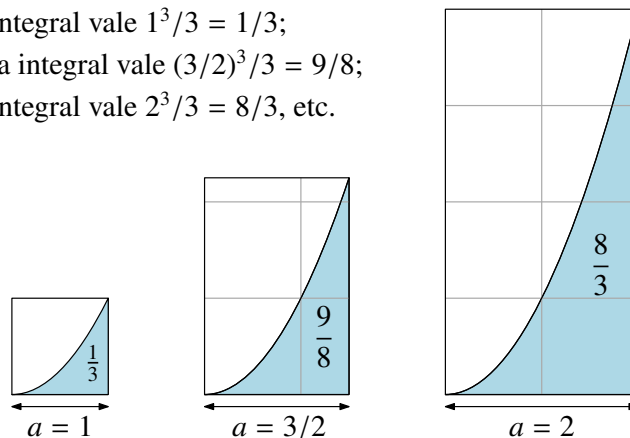 integral vale 1³/3 = 1/3;
a integral vale (3/2)³/3 = 9/8;
integral vale 2³/3 = 8/3, etc.
1/3
9/8
8/3
a = 1
a = 3/2
a = 2